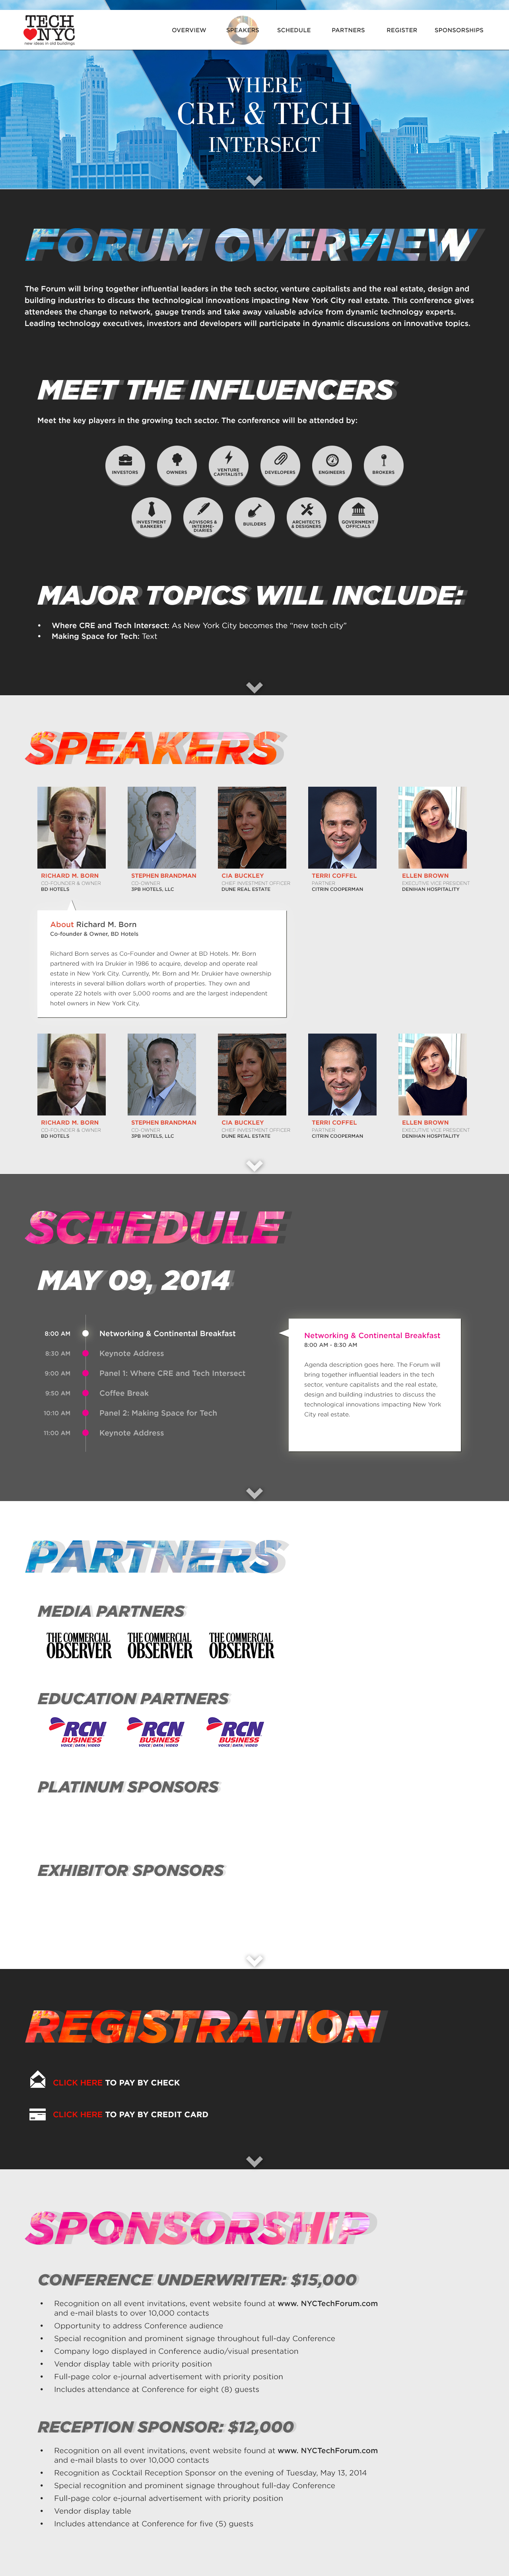 TECH
NYC
new ideas in old buildings
OVERVIEW
SPEAKERS
SCHEDULE
PARTNERS
REGISTER
SPONSORSHIPS
WHERE
CRE & TECH
INTERSECT
FORUM OVERVIEW
The Forum will bring together influential leaders in the tech sector, venture capitalists and the real estate, design and
building industries to discuss the technological innovations impacting New York City real estate. This conference gives
attendees the change to network, gauge trends and take away valuable advice from dynamic technology experts.
Leading technology executives, investors and developers will participate in dynamic discussions on innovative topics.
MEET THE INFLUENCERS
Meet the key players in the growing tech sector. The conference will be attended by:
INVESTORS
OWNERS
VENTURE
CAPITALISTS
DEVELOPERS
ENGINEERS
BROKERS
INVESTMENT
BANKERS
ADVISORS &
INTERME-
DIARIES
BUILDERS
ARCHITECTS
& DESIGNERS
GOVERNMENT
OFFICIALS
MAJOR TOPICS WILL INCLUDE:
• Where CRE and Tech Intersect: As New York City becomes the "new tech city"
• Making Space for Tech: Text
SPEAKERS
RICHARD M. BORN
CO-FOUNDER & OWNER
BD HOTELS
STEPHEN BRANDMAN
CO-OWNER
3PB HOTELS, LLC
CIA BUCKLEY
CHIEF INVESTMENT OFFICER
DUNE REAL ESTATE
TERRI COFFEL
PARTNER
CITRIN COOPERMAN
ELLEN BROWN
EXECUTIVE VICE PRESIDENT
DENIHAN HOSPITALITY
About Richard M. Born
Co-founder & Owner, BD Hotels
Richard Born serves as Co-Founder and Owner at BD Hotels. Mr. Born
partnered with Ira Drukier in 1986 to acquire, develop and operate real
estate in New York City. Currently, Mr. Born and Mr. Drukier have ownership
interests in several billion dollars worth of properties. They own and
operate 22 hotels with over 5,000 rooms and are the largest independent
hotel owners in New York City.
RICHARD M. BORN
CO-FOUNDER & OWNER
BD HOTELS
STEPHEN BRANDMAN
CO-OWNER
3PB HOTELS, LLC
CIA BUCKLEY
CHIEF INVESTMENT OFFICER
DUNE REAL ESTATE
TERRI COFFEL
PARTNER
CITRIN COOPERMAN
ELLEN BROWN
EXECUTIVE VICE PRESIDENT
DENIHAN HOSPITALITY
SCHEDULE
MAY 09, 2014
8:00 AM Networking & Continental Breakfast
8:30 AM Keynote Address
9:00 AM Panel 1: Where CRE and Tech Intersect
9:50 AM Coffee Break
10:10 AM Panel 2: Making Space for Tech
11:00 AM Keynote Address
Networking & Continental Breakfast
8:00 AM - 8:30 AM
Agenda description goes here. The Forum will
bring together influential leaders in the tech
sector, venture capitalists and the real estate,
design and building industries to discuss the
technological innovations impacting New York
City real estate.
PARTNERS
MEDIA PARTNERS
THE COMMERCIAL
OBSERVER
THE COMMERCIAL
OBSERVER
THE COMMERCIAL
OBSERVER
EDUCATION PARTNERS
RCN
BUSINESS
VOICE | DATA | VIDEO
RCN
BUSINESS
VOICE | DATA | VIDEO
RCN
BUSINESS
VOICE | DATA | VIDEO
PLATINUM SPONSORS
EXHIBITOR SPONSORS
REGISTRATION
CLICK HERE TO PAY BY CHECK
CLICK HERE TO PAY BY CREDIT CARD
SPONSORSHIP
CONFERENCE UNDERWRITER: $15,000
• Recognition on all event invitations, event website found at www. NYCTechForum.com
and e-mail blasts to over 10,000 contacts
• Opportunity to address Conference audience
• Special recognition and prominent signage throughout full-day Conference
• Company logo displayed in Conference audio/visual presentation
• Vendor display table with priority position
• Full-page color e-journal advertisement with priority position
• Includes attendance at Conference for eight (8) guests
RECEPTION SPONSOR: $12,000
• Recognition on all event invitations, event website found at www. NYCTechForum.com
and e-mail blasts to over 10,000 contacts
• Recognition as Cocktail Reception Sponsor on the evening of Tuesday, May 13, 2014
• Special recognition and prominent signage throughout full-day Conference
• Full-page color e-journal advertisement with priority position
• Vendor display table
• Includes attendance at Conference for five (5) guests